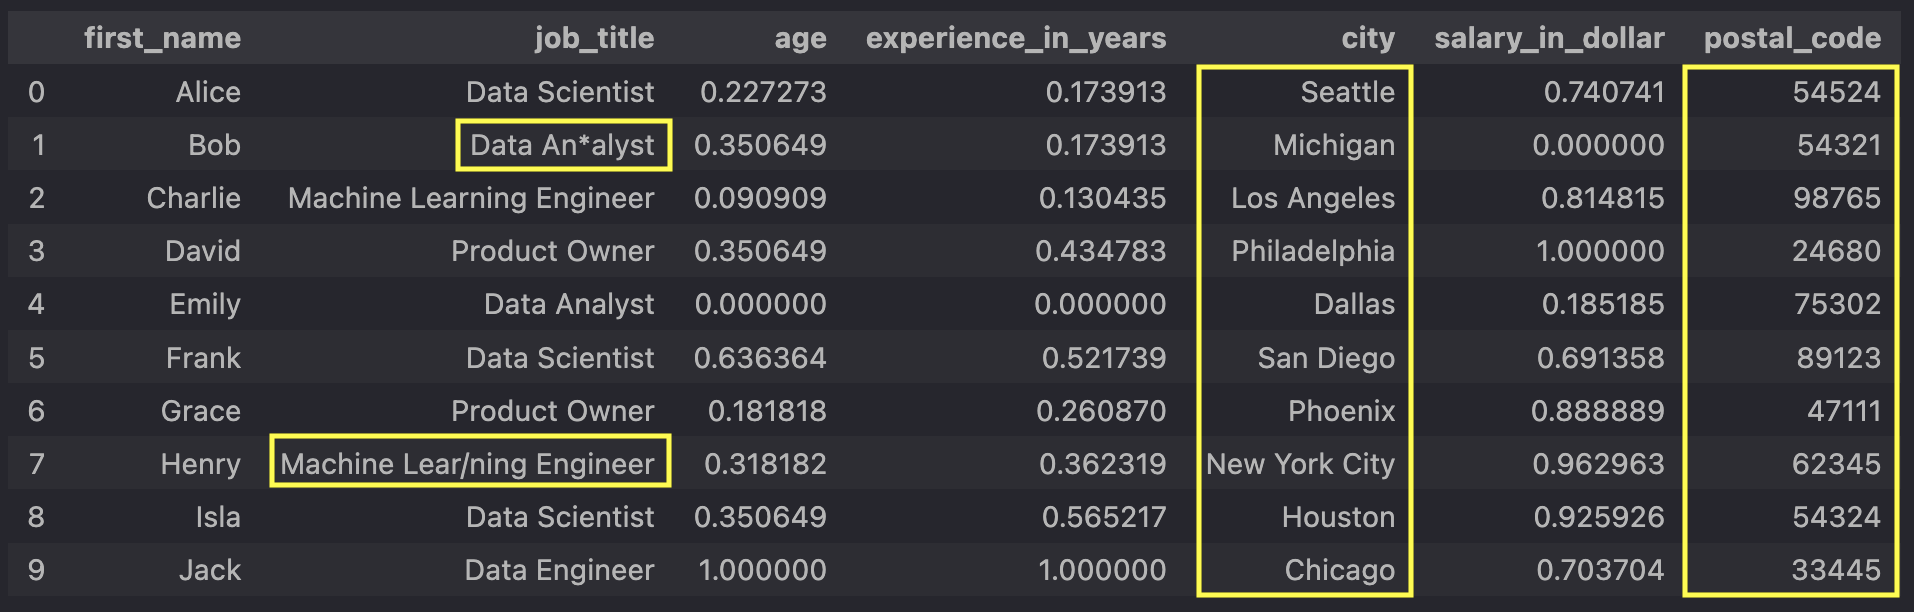 first_name job_title age experience_in_years city salary_in_dollar postal_code
0 Alice Data Scientist 0.227273 0.173913 Seattle 0.740741 54524
1 Bob Data An*alyst 0.350649 0.173913 Michigan 0.000000 54321
2 Charlie Machine Learning Engineer 0.090909 0.130435 Los Angeles 0.814815 98765
3 David Product Owner 0.350649 0.434783 Philadelphia 1.000000 24680
4 Emily Data Analyst 0.000000 0.000000 Dallas 0.185185 75302
5 Frank Data Scientist 0.636364 0.521739 San Diego 0.691358 89123
6 Grace Product Owner 0.181818 0.260870 Phoenix 0.888889 47111
7 Henry Machine Lear/ning Engineer 0.318182 0.362319 New York City 0.962963 62345
8 Isla Data Scientist 0.350649 0.565217 Houston 0.925926 54324
9 Jack Data Engineer 1.000000 1.000000 Chicago 0.703704 33445